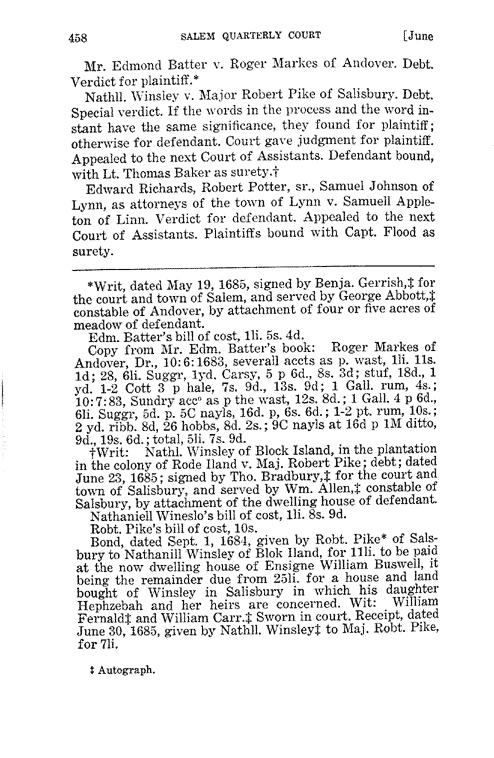 458 SALEM QUARTERLY COURT [June
Mr. Edmond Batter v. Roger Markes of Andover. Debt.
Verdict for plaintiff.*
Nathll. Winsley v. Major Robert Pike of Salisbury. Debt.
Special verdict. If the words in the process and the word in-
stant have the same significance, they found for plaintiff;
otherwise for defendant. Court gave judgment for plaintiff.
Appealed to the next Court of Assistants. Defendant bound,
with Lt. Thomas Baker as surety.†
Edward Richards, Robert Potter, sr., Samuel Johnson of
Lynn, as attorneys of the town of Lynn v. Samuell Apple-
ton of Linn. Verdict for defendant. Appealed to the next
Court of Assistants. Plaintiffs bound with Capt. Flood as
surety.
*Writ, dated May 19, 1685, signed by Benja. Gerrish,‡ for
the court and town of Salem, and served by George Abbott,‡
constable of Andover, by attachment of four or five acres of
meadow of defendant.
Edm. Batter's bill of cost, 1li. 5s. 4d.
Copy from Mr. Edm. Batter's book: Roger Markes of
Andover, Dr., 10:6:1683, severall accts as p. wast, 1li. 11s.
1d; 28, 6li. Suggr, 1yd. Carsy, 5 p 6d., 8s. 3d; stuf, 18d., 1
yd. 1-2 Cott 3 p hale, 7s. 9d., 13s. 9d; 1 Gall. rum, 4s.;
10:7:83, Sundry acco as p the wast, 12s. 8d.; 1 Gall. 4 p 6d.,
6li. Suggr, 5d. p. 5C nayls, 16d. p, 6s. 6d.; 1-2 pt. rum, 10s.;
2 yd. ribb. 8d, 26 hobbs, 8d. 2s.; 9C nayls at 16d p 1M ditto,
9d., 19s. 6d.; total, 5li. 7s. 9d.
†Writ: Nathl. Winsley of Block Island, in the plantation
in the colony of Rode Iland v. Maj. Robert Pike; debt; dated
June 23, 1685; signed by Tho. Bradbury,‡ for the court and
town of Salisbury, and served by Wm. Allen,‡ constable of
Salsbury, by attachment of the dwelling house of defendant.
Nathaniell Wineslo's bill of cost, 1li. 8s. 9d.
Robt. Pike's bill of cost, 10s.
Bond, dated Sept. 1, 1684, given by Robt. Pike* of Sals-
bury to Nathanill Winsley of Blok Iland, for 11li. to be paid
at the now dwelling house of Ensigne William Buswell, it
being the remainder due from 25li. for a house and land
bought of Winsley in Salisbury in which his daughter
Hephzebah and her heirs are concerned. Wit: William
Fernald‡ and William Carr.‡ Sworn in court. Receipt, dated
June 30, 1685, given by Nathll. Winsley‡ to Maj. Robt. Pike,
for 7li.
‡ Autograph.